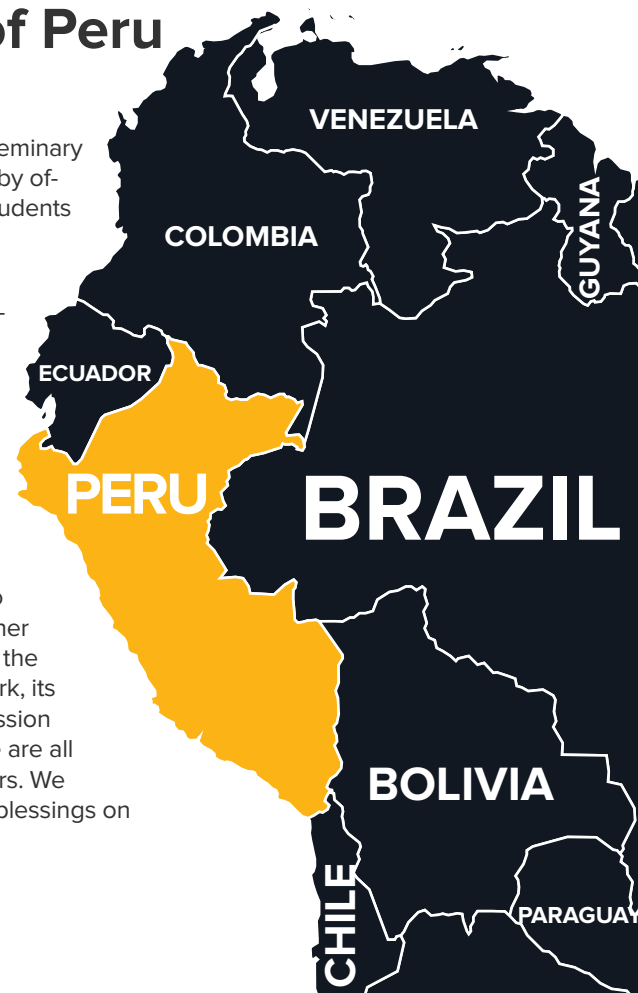 of Peru
eminary
by of-
udents
-
ner
the
rk, its
ssion
e are all
rs. We
blessings on
VENEZUELA
GUYANA
COLOMBIA
ECUADOR
PERU
BRAZIL
BOLIVIA
CHILE
PARAGUAY